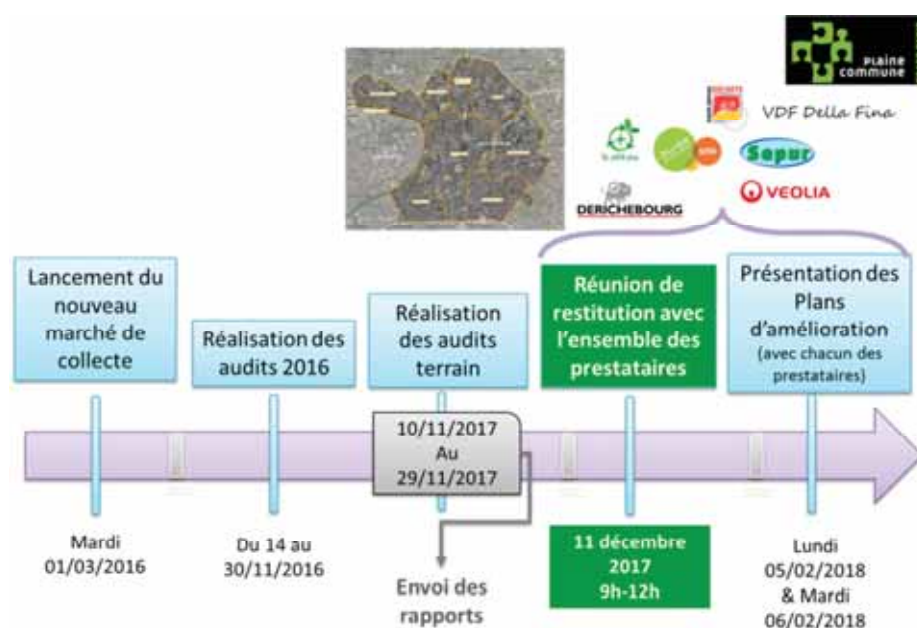 PLAINE
COMMUNE
VDF Della Fina
Sepur
DERICHEBOURG
VEOLIA
Lancement du
nouveau
marché de
collecte
Réalisation des
audits 2016
Réalisation
des audits
terrain
Réunion de
restitution avec
l'ensemble des
prestataires
Présentation des
Plans
d'amélioration
(avec chacun des
prestataires)
10/11/2017
Au
29/11/2017
Mardi
01/03/2016
Du 14 au
30/11/2016
Envoi des
rapports
11 décembre
2017
9h-12h
Lundi
05/02/2018
& Mardi
06/02/2018